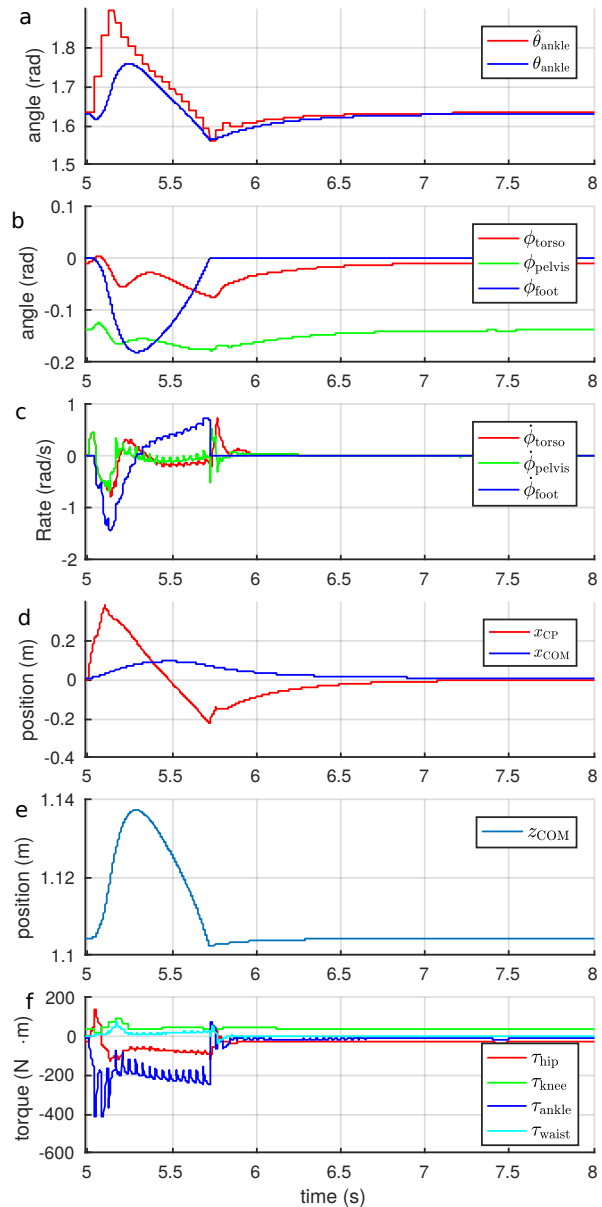 a
1.9
1.8
1.7
1.6
1.5
angle (rad)
θ̂ankle
θankle
5 5.5 6 6.5 7 7.5 8
b
0.1
0
-0.1
-0.2
angle (rad)
ϕtorso
ϕpelvis
ϕfoot
5 5.5 6 6.5 7 7.5 8
c
1
0
-1
-2
Rate (rad/s)
ϕ̇torso
ϕ̇pelvis
ϕ̇foot
5 5.5 6 6.5 7 7.5 8
d
0.2
0
-0.2
-0.4
position (m)
xCP
xCOM
5 5.5 6 6.5 7 7.5 8
e
1.14
1.12
1.1
position (m)
zCOM
5 5.5 6 6.5 7 7.5 8
f
200
0
-200
-400
-600
torque (N ·m)
τhip
τknee
τankle
τwaist
5 5.5 6 6.5 7 7.5 8
time (s)